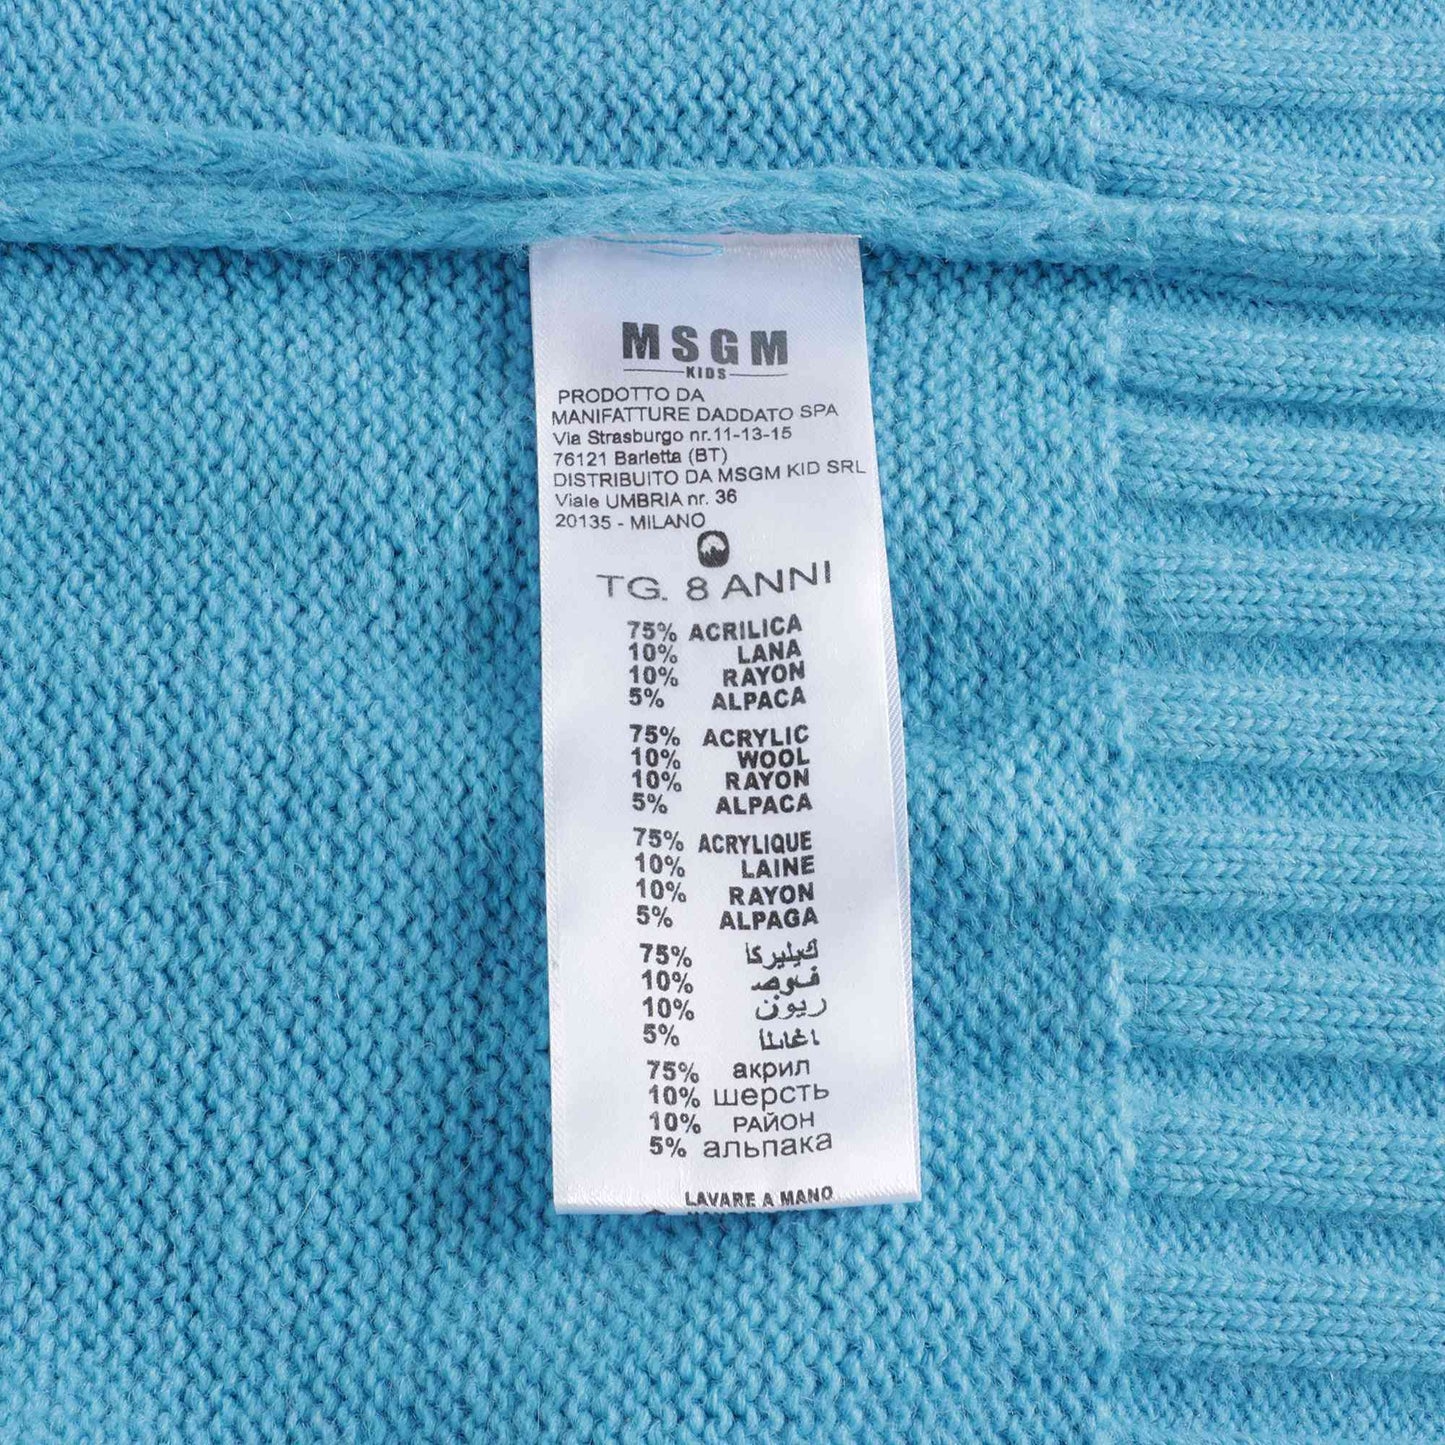 MSGM
KIDS
PRODOTTO DA
MANIFATTURE DADDATO SPA
Via Strasburgo nr.11-13-15
76121 Barletta (BT)
DISTRIBUITO DA MSGM KID SRL
Viale UMBRIA nr. 36
20135 - MILANO
TG. 8 ANNI
75% ACRILICA
10% LANA
10% RAYON
5% ALPACA
75% ACRYLIC
10% WOOL
10% RAYON
5% ALPACA
75% ACRYLIQUE
10% LAINE
10% RAYON
5% ALPAGA
75% كيليركا
10% فوص
10% ريون
5%
75% акрил
10% шерсть
10% РАЙОН
5% альпака
LAVARE A MANO